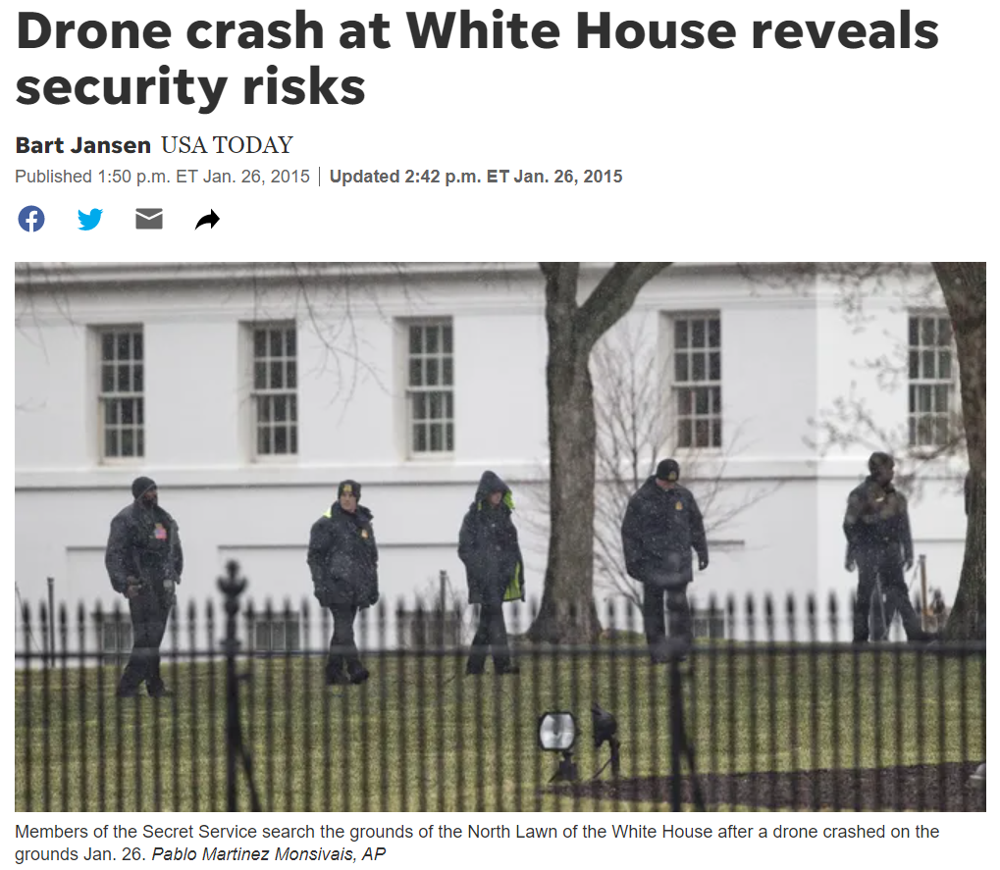 Drone crash at White House reveals
security risks
Bart Jansen USA TODAY
Published 1:50 p.m. ET Jan. 26, 2015 | Updated 2:42 p.m. ET Jan. 26, 2015
Members of the Secret Service search the grounds of the North Lawn of the White House after a drone crashed on the
grounds Jan. 26. Pablo Martinez Monsivais, AP